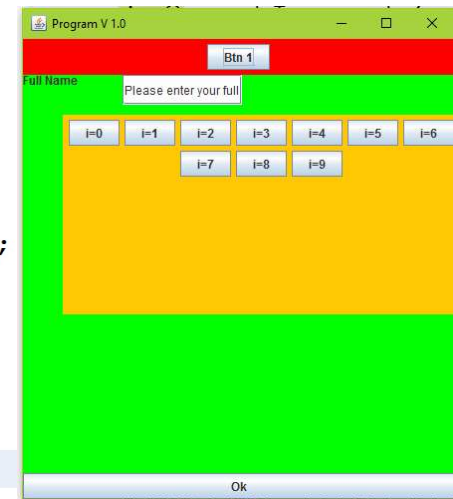 Program V 1.0
Btn 1
Full Name
Please enter your full
i=0 i=1 i=2 i=3 i=4 i=5 i=6
i=7 i=8 i=9
;
Ok